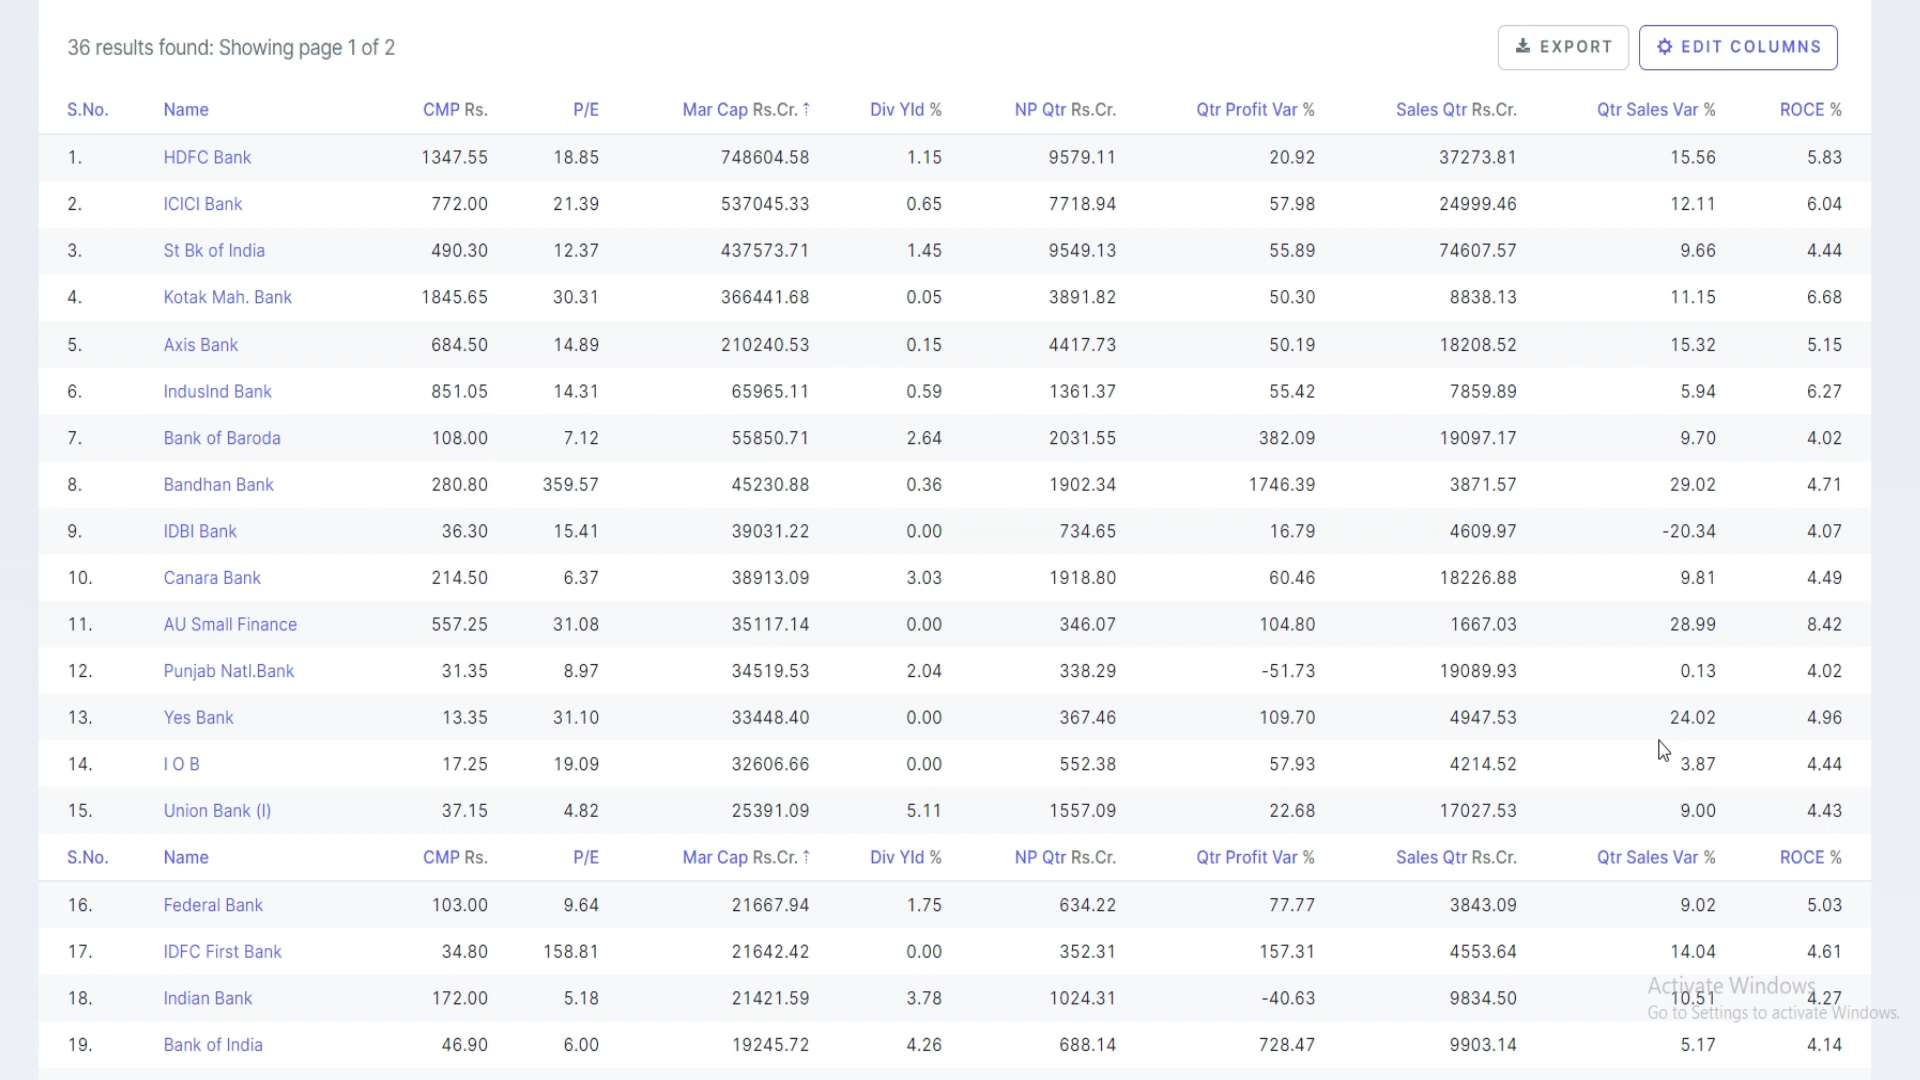 36 results found: Showing page 1 of 2 EXPORT EDIT COLUMNS
S.No. Name CMP Rs. P/E Mar Cap Rs.Cr. ↑ Div Yld % NP Qtr Rs.Cr. Qtr Profit Var % Sales Qtr Rs.Cr. Qtr Sales Var % ROCE %
1. HDFC Bank 1347.55 18.85 748604.58 1.15 9579.11 20.92 37273.81 15.56 5.83
2. ICICI Bank 772.00 21.39 537045.33 0.65 7718.94 57.98 24999.46 12.11 6.04
3. St Bk of India 490.30 12.37 437573.71 1.45 9549.13 55.89 74607.57 9.66 4.44
4. Kotak Mah. Bank 1845.65 30.31 366441.68 0.05 3891.82 50.30 8838.13 11.15 6.68
5. Axis Bank 684.50 14.89 210240.53 0.15 4417.73 50.19 18208.52 15.32 5.15
6. IndusInd Bank 851.05 14.31 65965.11 0.59 1361.37 55.42 7859.89 5.94 6.27
7. Bank of Baroda 108.00 7.12 55850.71 2.64 2031.55 382.09 19097.17 9.70 4.02
8. Bandhan Bank 280.80 359.57 45230.88 0.36 1902.34 1746.39 3871.57 29.02 4.71
9. IDBI Bank 36.30 15.41 39031.22 0.00 734.65 16.79 4609.97 -20.34 4.07
10. Canara Bank 214.50 6.37 38913.09 3.03 1918.80 60.46 18226.88 9.81 4.49
11. AU Small Finance 557.25 31.08 35117.14 0.00 346.07 104.80 1667.03 28.99 8.42
12. Punjab Natl.Bank 31.35 8.97 34519.53 2.04 338.29 -51.73 19089.93 0.13 4.02
13. Yes Bank 13.35 31.10 33448.40 0.00 367.46 109.70 4947.53 24.02 4.96
14. I O B 17.25 19.09 32606.66 0.00 552.38 57.93 4214.52 3.87 4.44
15. Union Bank (I) 37.15 4.82 25391.09 5.11 1557.09 22.68 17027.53 9.00 4.43
S.No. Name CMP Rs. P/E Mar Cap Rs.Cr. ↑ Div Yld % NP Qtr Rs.Cr. Qtr Profit Var % Sales Qtr Rs.Cr. Qtr Sales Var % ROCE %
16. Federal Bank 103.00 9.64 21667.94 1.75 634.22 77.77 3843.09 9.02 5.03
17. IDFC First Bank 34.80 158.81 21642.42 0.00 352.31 157.31 4553.64 14.04 4.61
Activate Windows
18. Indian Bank 172.00 5.18 21421.59 3.78 1024.31 -40.63 9834.50 10.51 4.27
Go to Settings to activate Windows.
19. Bank of India 46.90 6.00 19245.72 4.26 688.14 728.47 9903.14 5.17 4.14